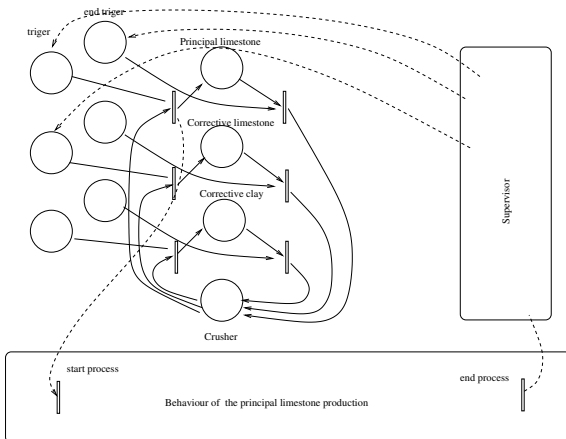 end triger
triger
Principal limestone
Corrective limestone
Supervisor
Corrective clay
Crusher
start process
end process
Behaviour of the principal limestone production